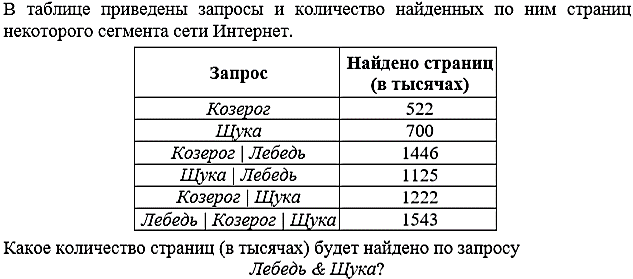 В таблице приведены запросы и количество найденных по ним страниц
некоторого сегмента сети Интернет.
Запрос Найдено страниц
(в тысячах)
Козерог 522
Щука 700
Козерог | Лебедь 1446
Щука | Лебедь 1125
Козерог | Щука 1222
Лебедь | Козерог | Щука 1543
Какое количество страниц (в тысячах) будет найдено по запросу
Лебедь & Щука?